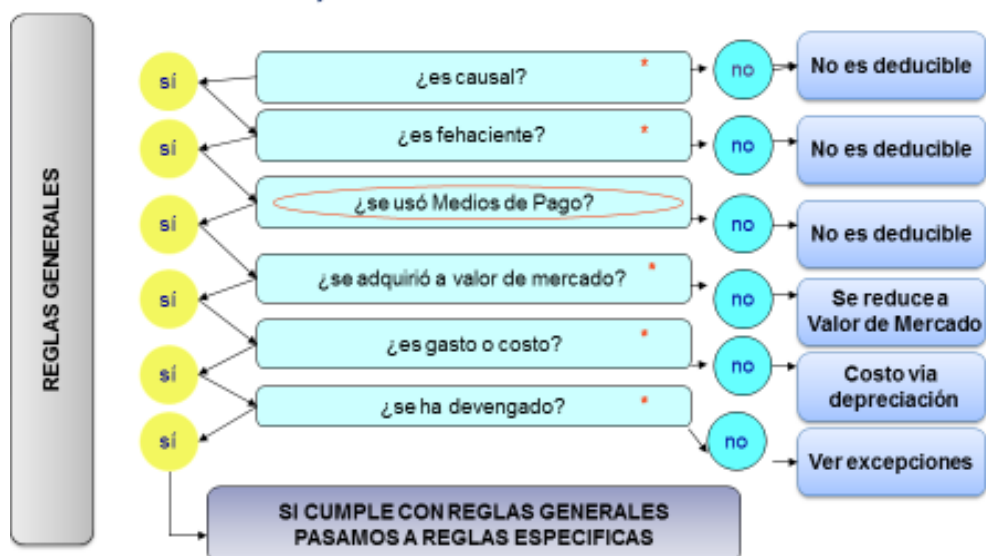 REGLAS GENERALES
sí
¿es causal? *
no
No es deducible
sí
¿es fehaciente? *
no
No es deducible
sí
¿se usó Medios de Pago?
no
No es deducible
sí
¿se adquirió a valor de mercado? *
no
Se reduce a
Valor de Mercado
sí
¿es gasto o costo? *
no
Costo vía
depreciación
sí
¿se ha devengado? *
no
Ver excepciones
SI CUMPLE CON REGLAS GENERALES
PASAMOS A REGLAS ESPECIFICAS